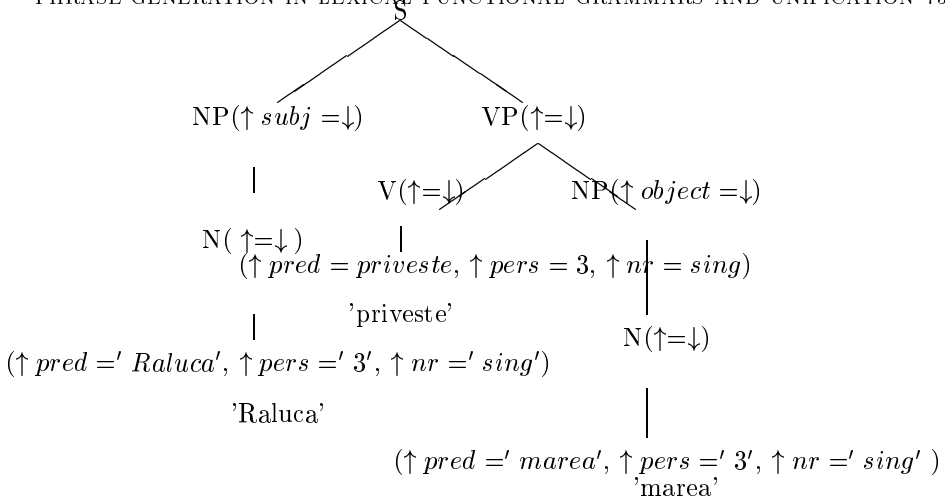 PHRASE GENERATION IN LEXICAL FUNCTIONAL GRAMMARS AND UNIFICATION
S
NP(↑ subj =↓) VP(↑=↓)
V(↑=↓) NP(↑ object =↓)
N( ↑=↓ )
(↑ pred = priveste, ↑ pers = 3, ↑ nr = sing)
'priveste'
N(↑=↓)
(↑ pred =′ Raluca′, ↑ pers =′ 3′, ↑ nr =′ sing′)
'Raluca'
(↑ pred =′ marea′, ↑ pers =′ 3′, ↑ nr =′ sing′ )
'marea'